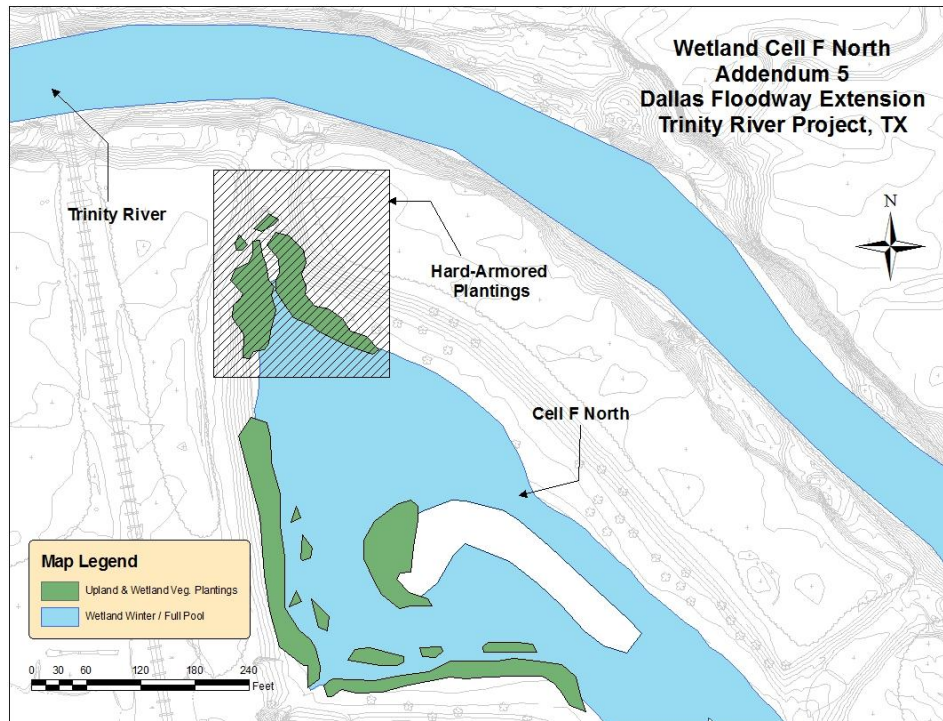 Wetland Cell F North
Addendum 5
Dallas Floodway Extension
Trinity River Project, TX
N
Trinity River
Hard-Armored
Plantings
Cell F North
Map Legend
Upland & Wetland Veg. Plantings
Wetland Winter / Full Pool
0 30 60 120 180 240
Feet